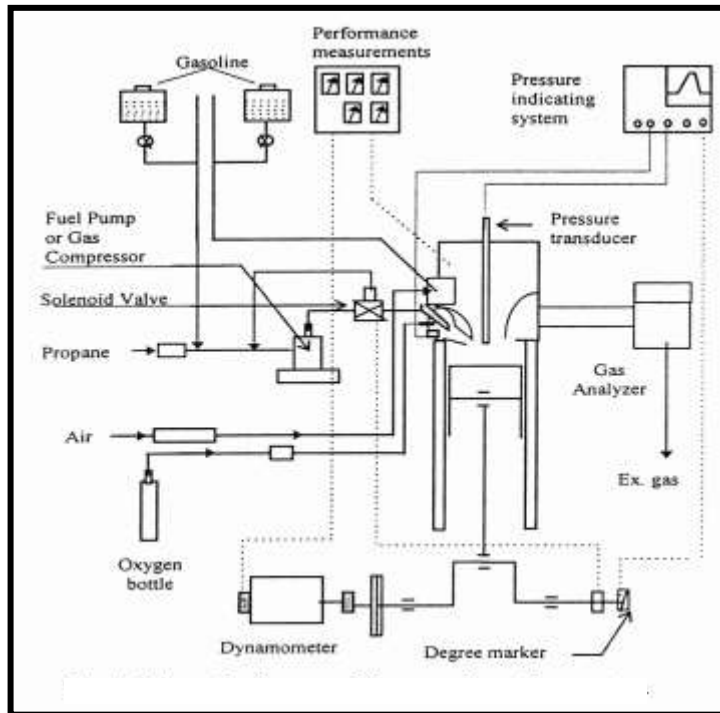 Gasoline
Performance
measurements
Pressure
indicating
system
Fuel Pump
or Gas
Compressor
Pressure
transducer
Solenoid Valve
Propane
Gas
Analyzer
Air
Ex. gas
Oxygen
bottle
Dynamometer
Degree marker